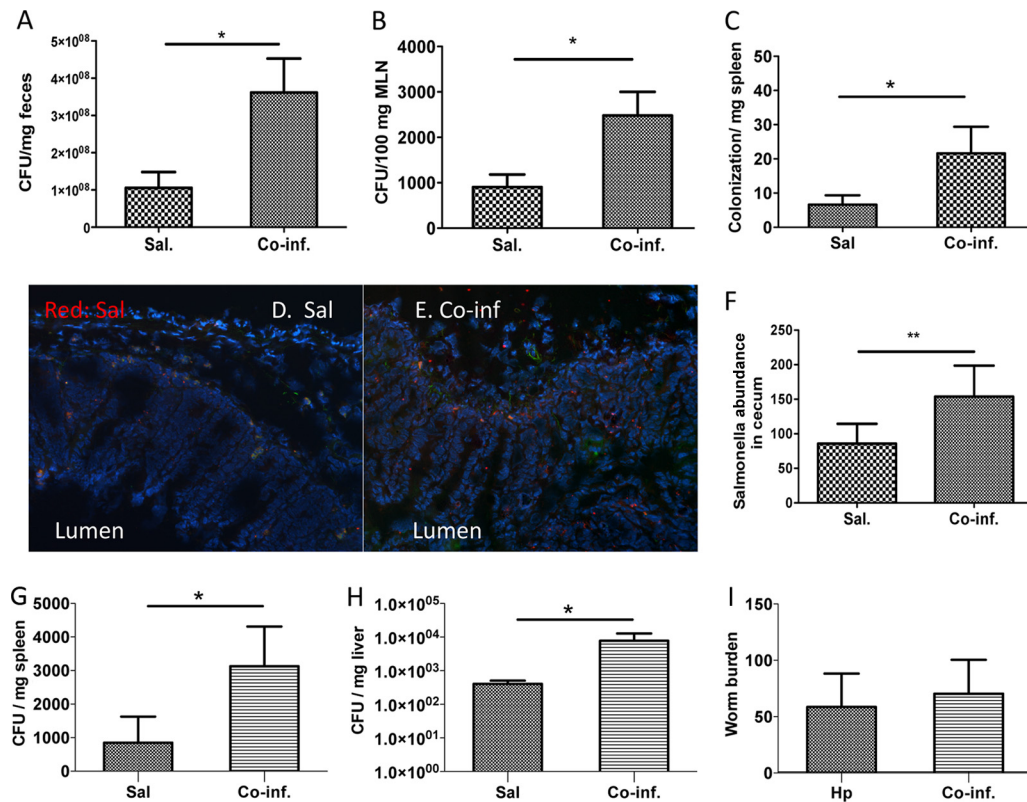 A
CFU/mg feces
5×10⁰⁸
4×10⁰⁸
3×10⁰⁸
2×10⁰⁸
1×10⁰⁸
0
*
Sal.
Co-inf.
B
CFU/100 mg MLN
4000
3000
2000
1000
0
*
Sal.
Co-inf.
C
Colonization/ mg spleen
50
40
30
20
10
0
*
Sal
Co-inf.
Red: Sal
D. Sal
Lumen
E. Co-inf
Lumen
F
Salmonella abundance
in cecum
250
200
150
100
50
0
**
Sal.
Co-inf.
G
CFU / mg spleen
5000
4000
3000
2000
1000
0
*
Sal
Co-inf.
H
CFU / mg liver
1.0×10⁰⁵
1.0×10⁰⁴
1.0×10⁰³
1.0×10⁰²
1.0×10⁰¹
1.0×10⁰⁰
*
Sal
Co-inf.
I
Worm burden
150
100
50
0
Hp
Co-inf.